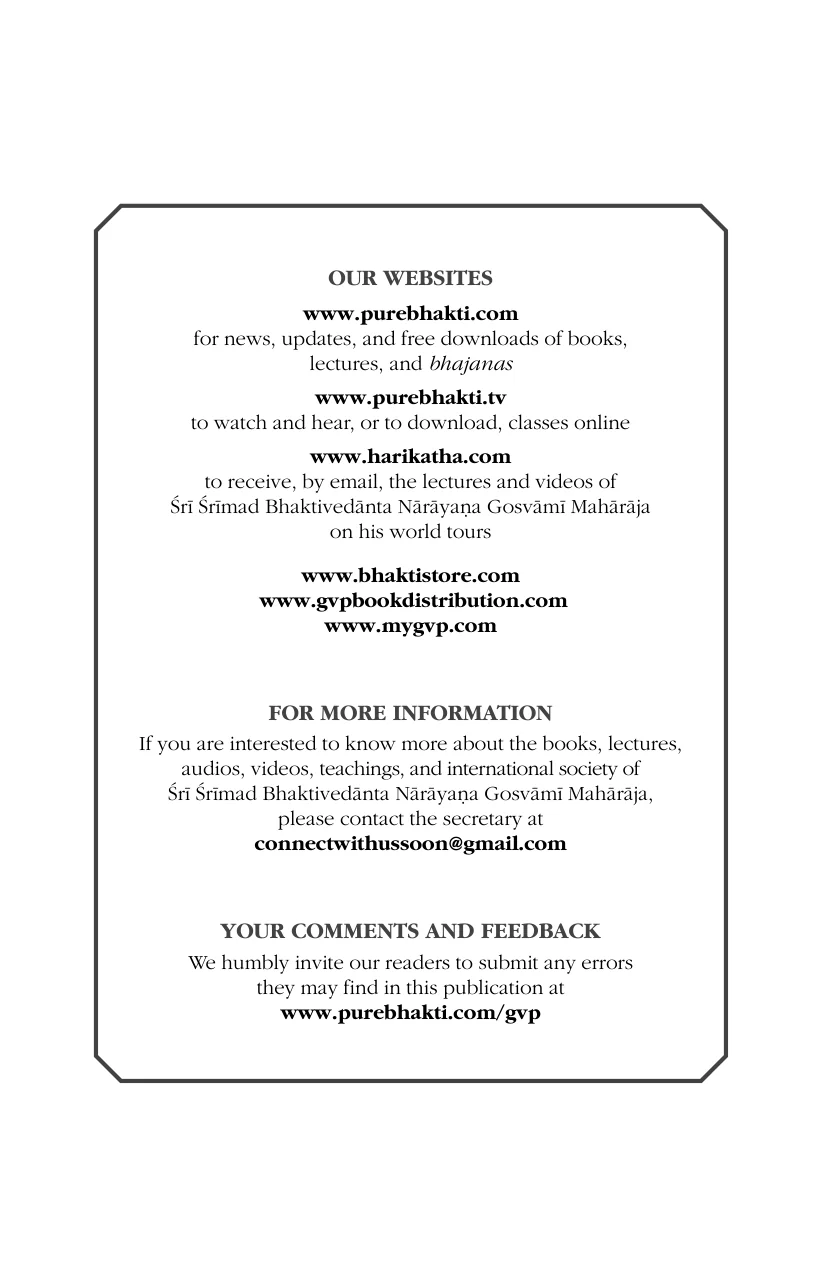 OUR WEBSITES
www.purebhakti.com
for news, updates, and free downloads of books,
lectures, and bhajanas
www.purebhakti.tv
to watch and hear, or to download, classes online
www.harikatha.com
to receive, by email, the lectures and videos of
Śrī Śrīmad Bhaktivedānta Nārāyaṇa Gosvāmī Mahārāja
on his world tours
www.bhaktistore.com
www.gvpbookdistribution.com
www.mygvp.com
FOR MORE INFORMATION
If you are interested to know more about the books, lectures,
audios, videos, teachings, and international society of
Śrī Śrīmad Bhaktivedānta Nārāyaṇa Gosvāmī Mahārāja,
please contact the secretary at
connectwithussoon@gmail.com
YOUR COMMENTS AND FEEDBACK
We humbly invite our readers to submit any errors
they may find in this publication at
www.purebhakti.com/gvp